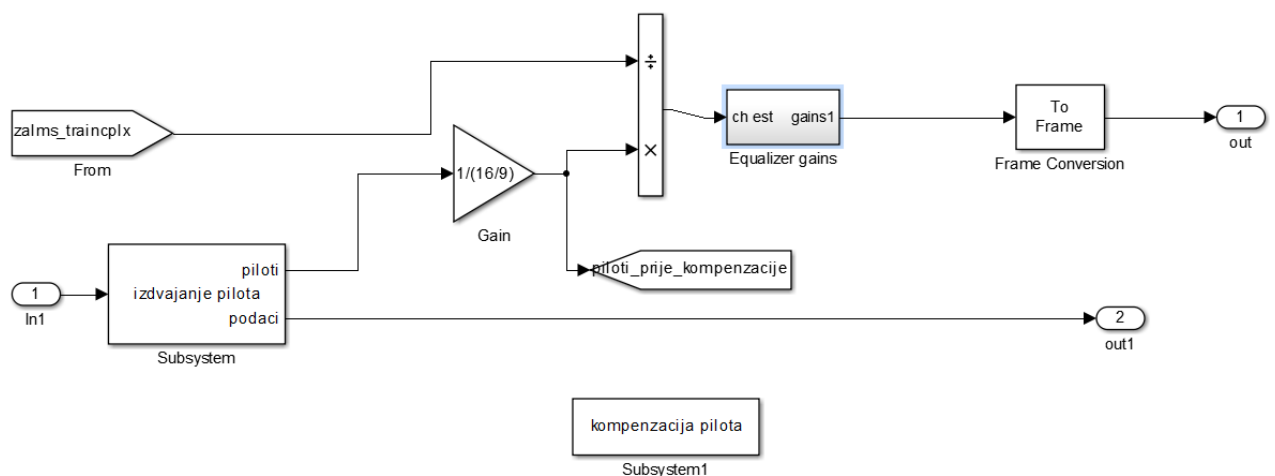 ÷
zalms_traincplx
From
ch est gains1
Equalizer gains
To
Frame
Frame Conversion
1
out
×
1/(16/9)
Gain
piloti_prije_kompenzacije
1
In1
piloti
izdvajanje pilota
podaci
Subsystem
2
out1
kompenzacija pilota
Subsystem1